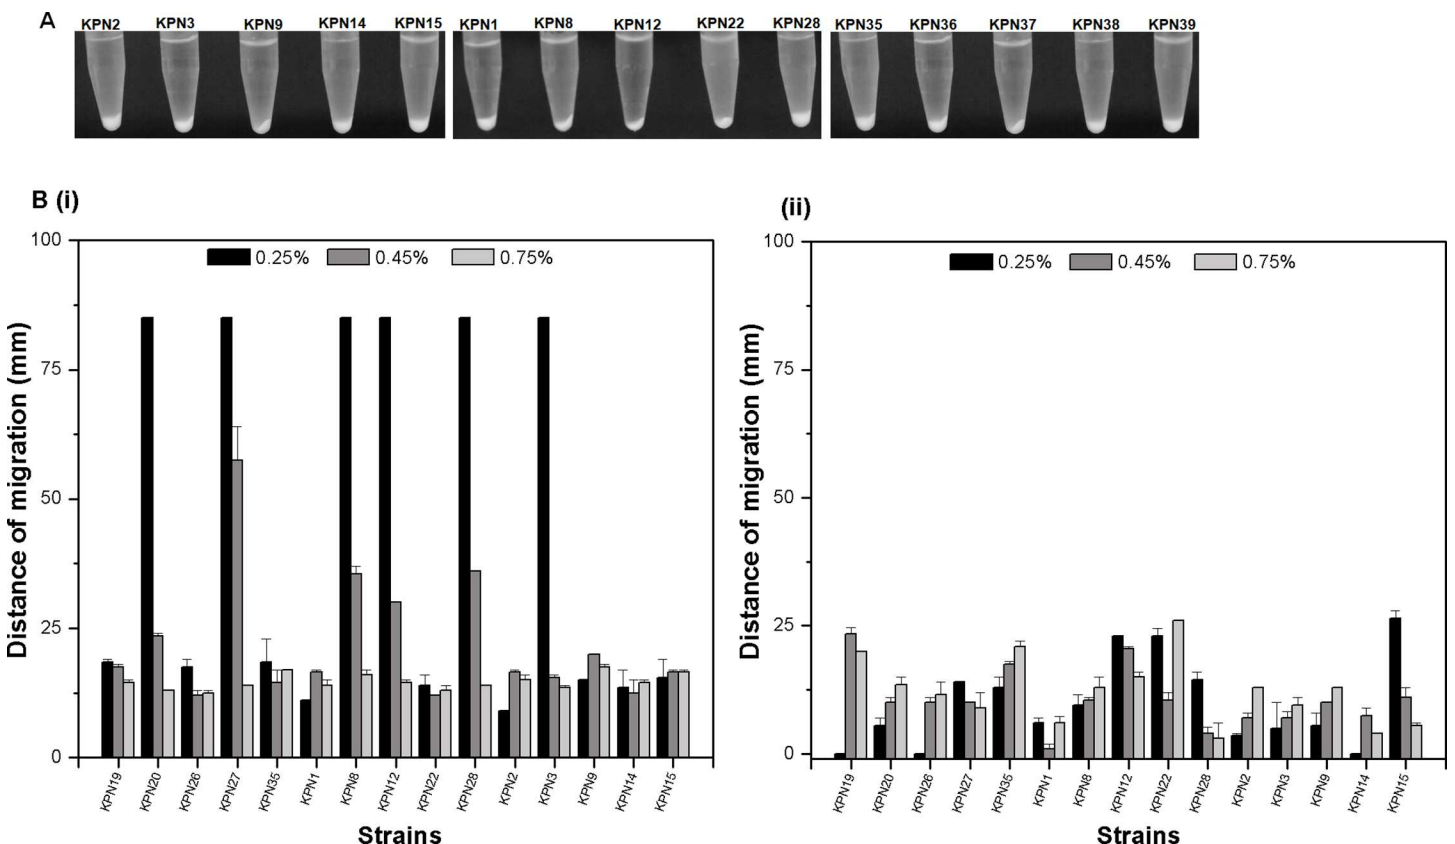 A
KPN2 KPN3 KPN9 KPN14 KPN15 KPN1 KPN8 KPN12 KPN22 KPN28 KPN35 KPN36 KPN37 KPN38 KPN39
B (i)
100
75
50
25
0
Distance of migration (mm)
0.25% 0.45% 0.75%
KPN19 KPN20 KPN26 KPN27 KPN35 KPN1 KPN8 KPN12 KPN22 KPN28 KPN2 KPN3 KPN9 KPN14 KPN15
Strains
(ii)
100
75
50
25
0
Distance of migration (mm)
0.25% 0.45% 0.75%
KPN19 KPN20 KPN26 KPN27 KPN35 KPN1 KPN8 KPN12 KPN22 KPN28 KPN2 KPN3 KPN9 KPN14 KPN15
Strains